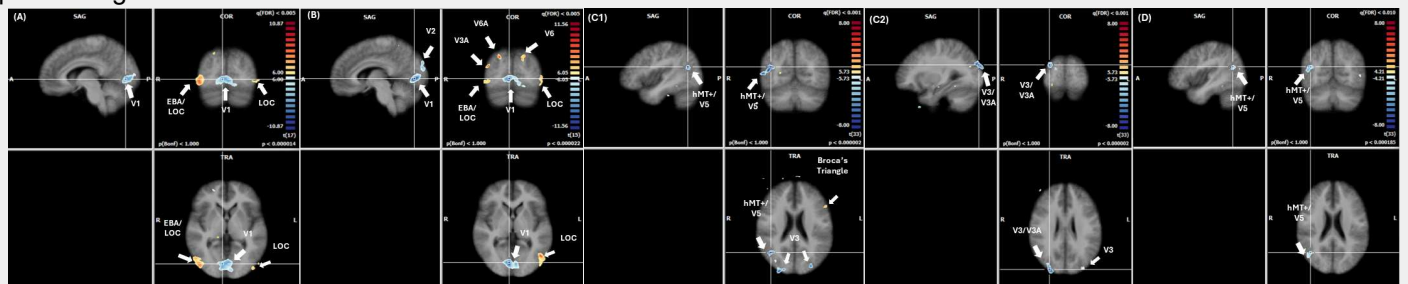 (A)
SAG
A
P
V1
COR
q(FDR) < 0.005
10.87
R
6.05
-6.00
EBA/
LOC
V1
LOC
-10.87
t(17)
p(Bonf) < 1.000
p < 0.000014
TRA
R
L
EBA/
LOC
V1
LOC
(B)
SAG
V2
A
P
V1
COR
q(FDR) < 0.005
11.56
V6A
V6
V3A
R
6.05
-6.05
EBA/
LOC
V1
LOC
-11.56
t(15)
p(Bonf) < 1.000
p < 0.000022
TRA
R
L
V1
LOC
(C1)
SAG
A
P
hMT+/
V5
COR
q(FDR) < 0.001
8.00
R
5.73
-5.73
hMT+/
V5
-8.00
t(33)
p(Bonf) < 1.000
p < 0.000002
TRA
Broca's
Triangle
hMT+/
V5
R
L
V3
(C2)
SAG
A
P
V3/
V3A
COR
q(FDR) < 0.001
8.00
R
5.73
-5.73
V3/
V3A
-8.00
t(33)
p(Bonf) < 1.000
p < 0.000002
TRA
R
L
V3/V3A
V3
(D)
SAG
A
P
hMT+/
V5
COR
q(FDR) < 0.010
8.00
R
4.21
-4.21
hMT+/
V5
-8.00
t(33)
p(Bonf) < 1.000
p < 0.000185
TRA
hMT+/
V5
R
L